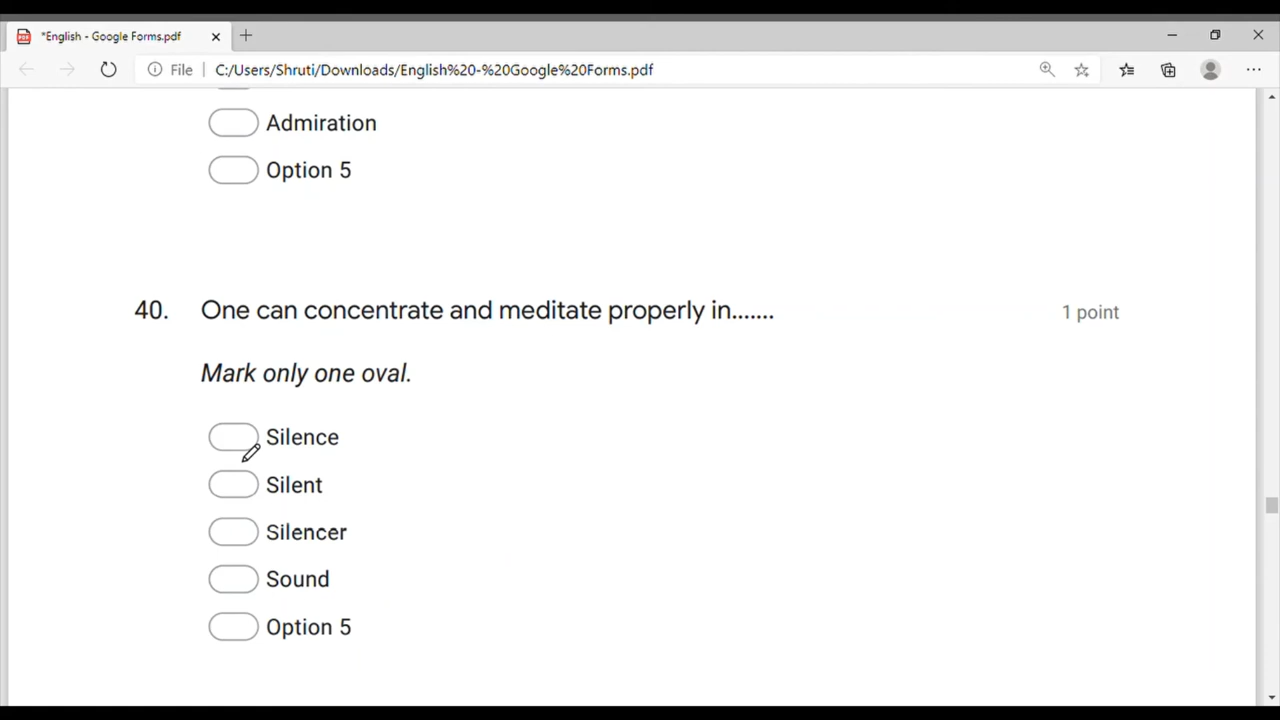 *English - Google Forms.pdf
File
C:/Users/Shruti/Downloads/English%20-%20Google%20Forms.pdf
Admiration
Option 5
40. One can concentrate and meditate properly in.......
1 point
Mark only one oval.
Silence
Silent
Silencer
Sound
Option 5